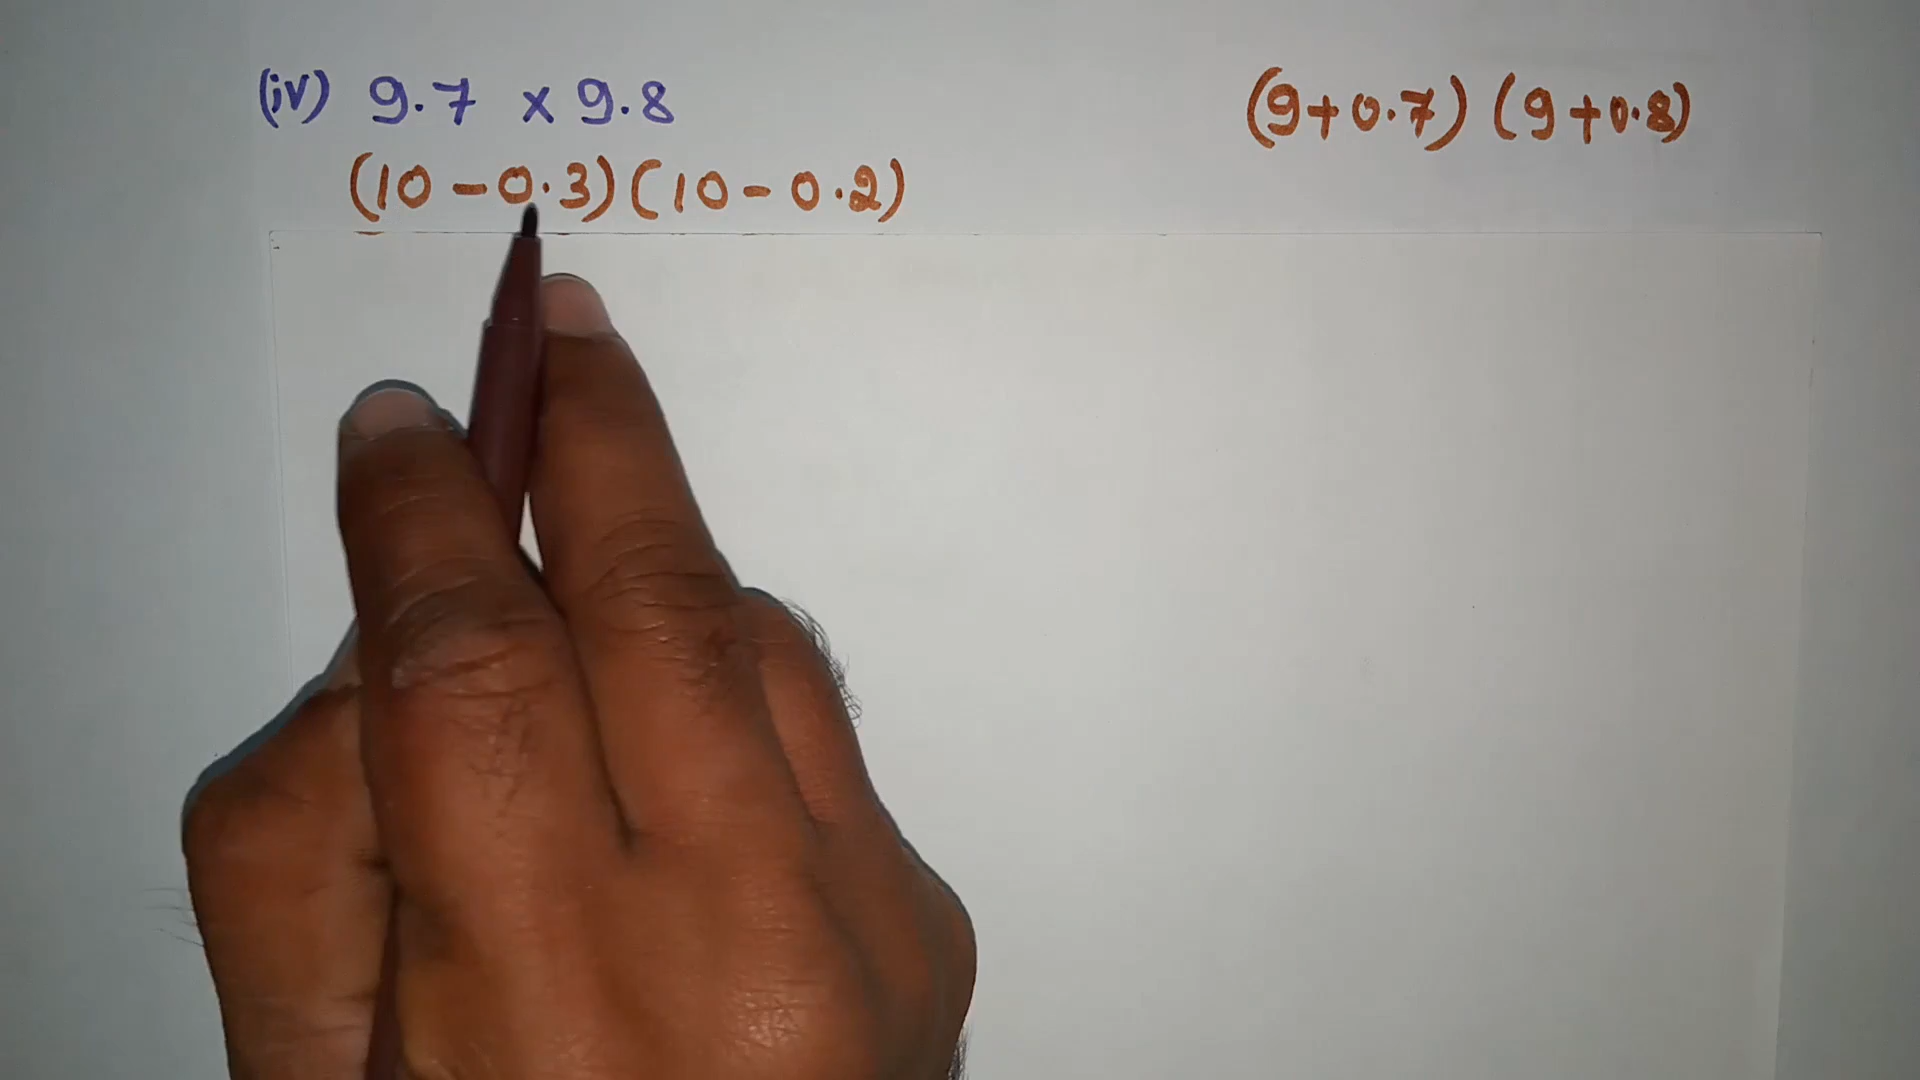 (iv) 9.7 x 9.8
(10 - 0.3) (10 - 0.2)
(9+0.7) (9+0.8)